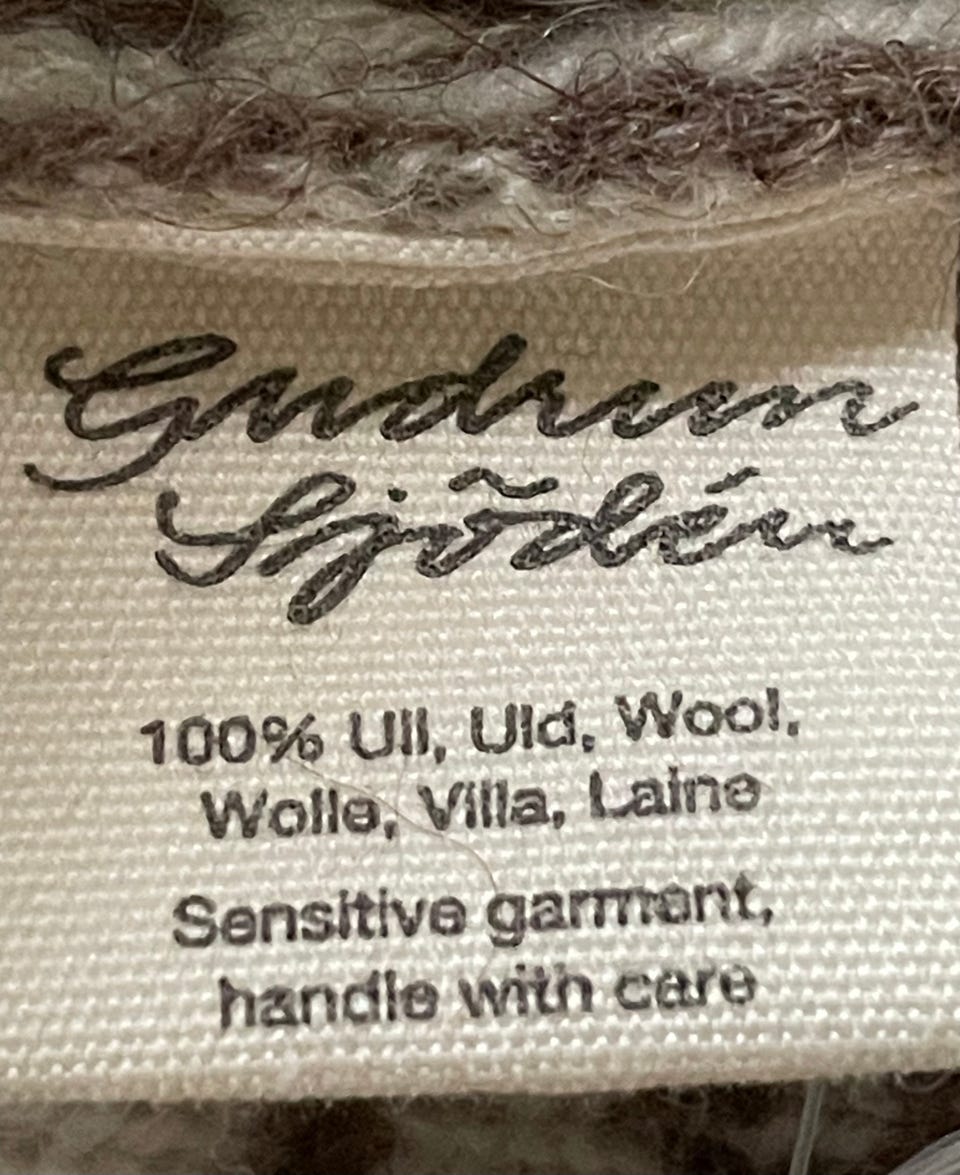 Gudrun
Sjödén
100% Ull, Uld, Wool,
Wolle, Villa, Laine
Sensitive garment,
handle with care